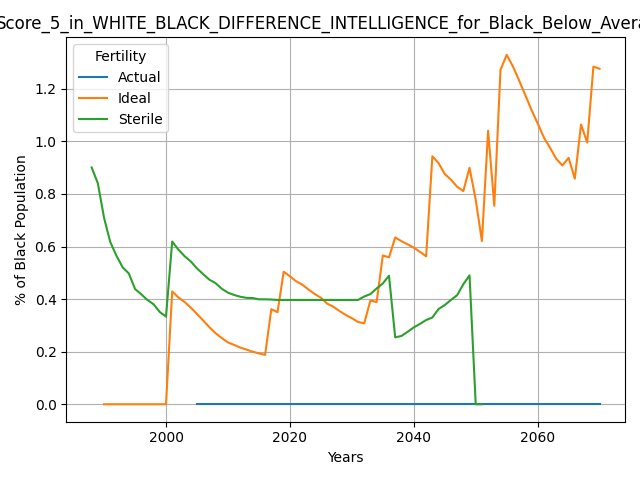 Score_5_in_WHITE_BLACK_DIFFERENCE_INTELLIGENCE_for_Black_Below_Avera
Fertility
Actual
Ideal
Sterile
% of Black Population
1.2
1.0
0.8
0.6
0.4
0.2
0.0
2000 2020 2040 2060
Years